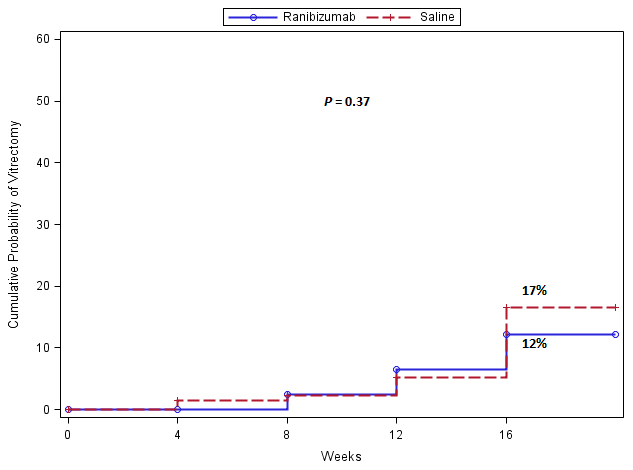 Ranibizumab Saline
60
50
40
30
20
10
0
Cumulative Probability of Vitrectomy
P = 0.37
17%
12%
0 4 8 12 16
Weeks